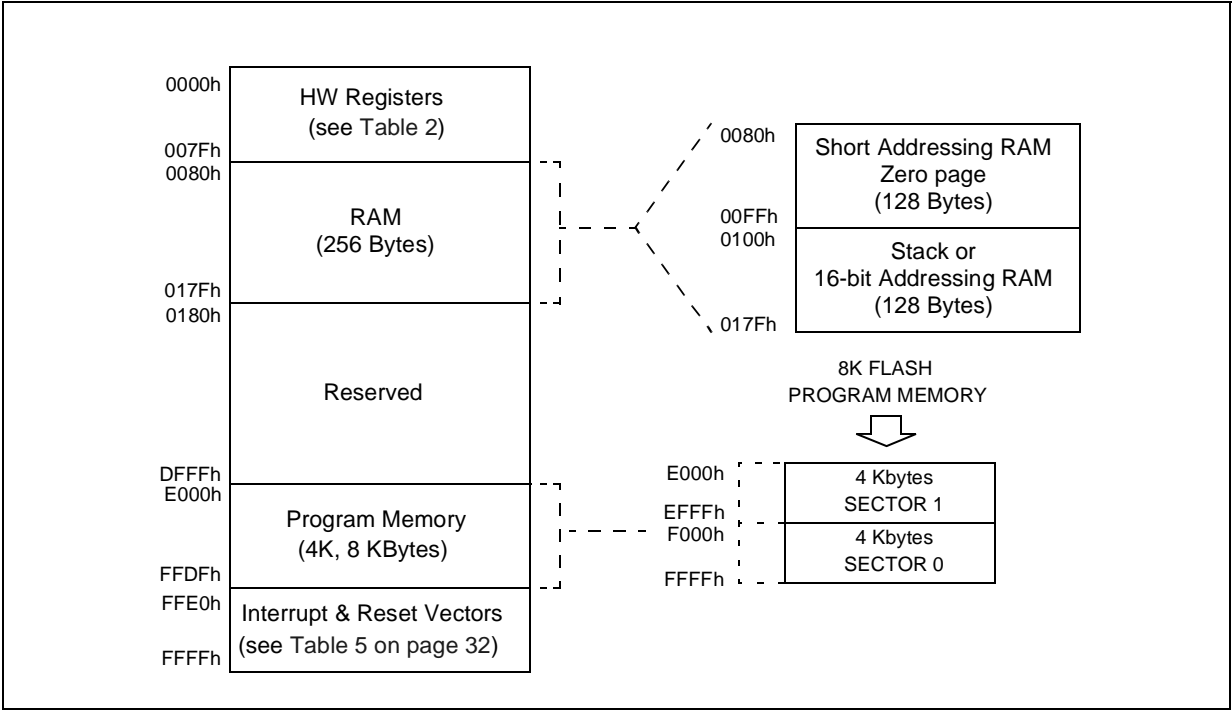 0000h
HW Registers
(see Table 2)
007Fh
0080h
RAM
(256 Bytes)
017Fh
0180h
Reserved
DFFFh
E000h
Program Memory
(4K, 8 KBytes)
FFDFh
FFE0h
Interrupt & Reset Vectors
(see Table 5 on page 32)
FFFFh
0080h
Short Addressing RAM
Zero page
(128 Bytes)
00FFh
0100h
Stack or
16-bit Addressing RAM
(128 Bytes)
017Fh
8K FLASH
PROGRAM MEMORY
E000h
4 Kbytes
SECTOR 1
EFFFh
F000h
4 Kbytes
SECTOR 0
FFFFh